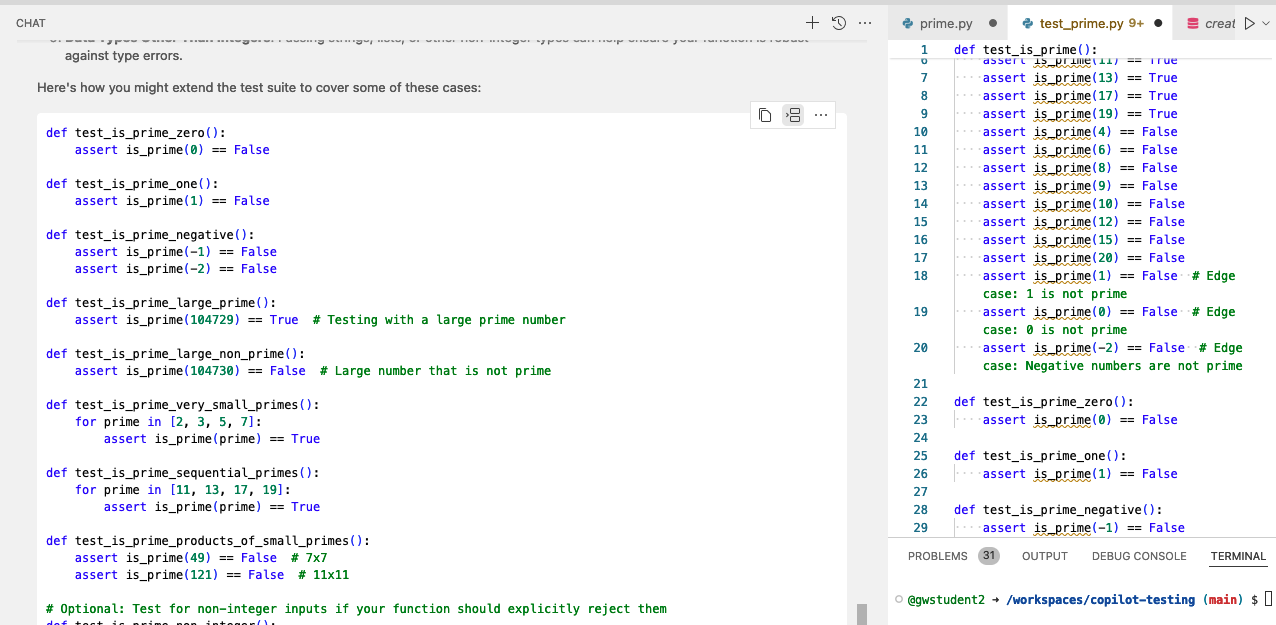 CHAT
against type errors.
Here's how you might extend the test suite to cover some of these cases:
def test_is_prime_zero():
    assert is_prime(0) == False
def test_is_prime_one():
    assert is_prime(1) == False
def test_is_prime_negative():
    assert is_prime(-1) == False
    assert is_prime(-2) == False
def test_is_prime_large_prime():
    assert is_prime(104729) == True  # Testing with a large prime number
def test_is_prime_large_non_prime():
    assert is_prime(104730) == False  # Large number that is not prime
def test_is_prime_very_small_primes():
    for prime in [2, 3, 5, 7]:
        assert is_prime(prime) == True
def test_is_prime_sequential_primes():
    for prime in [11, 13, 17, 19]:
        assert is_prime(prime) == True
def test_is_prime_products_of_small_primes():
    assert is_prime(49) == False  # 7x7
    assert is_prime(121) == False  # 11x11
# Optional: Test for non-integer inputs if your function should explicitly reject them
def test_is_prime_non_integer():
prime.py
test_prime.py 9+
creat
1 def test_is_prime():
6     assert is_prime(11) == True
7     assert is_prime(13) == True
8     assert is_prime(17) == True
9     assert is_prime(19) == True
10     assert is_prime(4) == False
11     assert is_prime(6) == False
12     assert is_prime(8) == False
13     assert is_prime(9) == False
14     assert is_prime(10) == False
15     assert is_prime(12) == False
16     assert is_prime(15) == False
17     assert is_prime(20) == False
18     assert is_prime(1) == False  # Edge
case: 1 is not prime
19     assert is_prime(0) == False  # Edge
case: 0 is not prime
20     assert is_prime(-2) == False  # Edge
case: Negative numbers are not prime
21
22 def test_is_prime_zero():
23     assert is_prime(0) == False
24
25 def test_is_prime_one():
26     assert is_prime(1) == False
27
28 def test_is_prime_negative():
29     assert is_prime(-1) == False
PROBLEMS 31 OUTPUT DEBUG CONSOLE TERMINAL
@gwstudent2 → /workspaces/copilot-testing (main) $